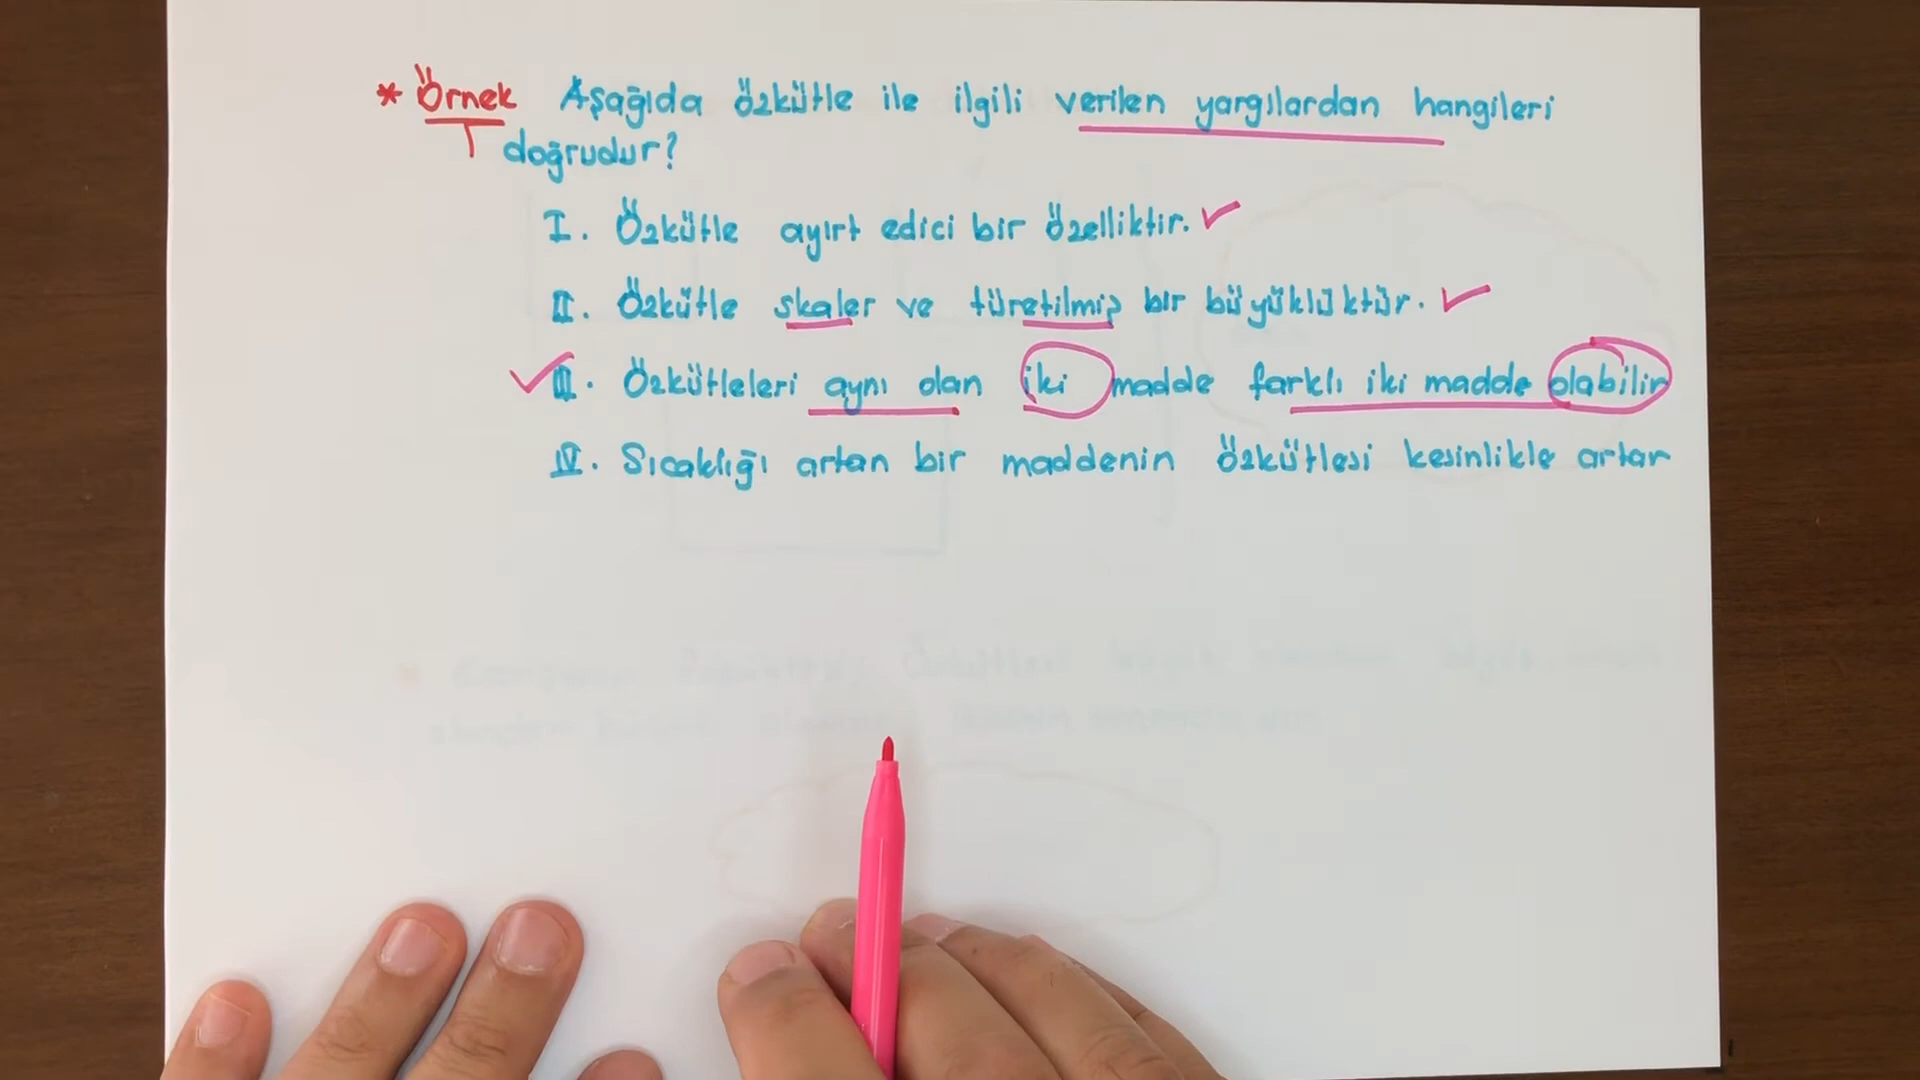 * Örnek Aşağıda özkütle ile ilgili verilen yargılardan hangileri
doğrudur?
I. Özkütle ayırt edici bir özelliktir.
II. Özkütle skaler ve türetilmiş bir büyüklüktür.
III. Özkütleleri aynı olan iki madde farklı iki madde olabilir
IV. Sıcaklığı artan bir maddenin özkütlesi kesinlikle artar